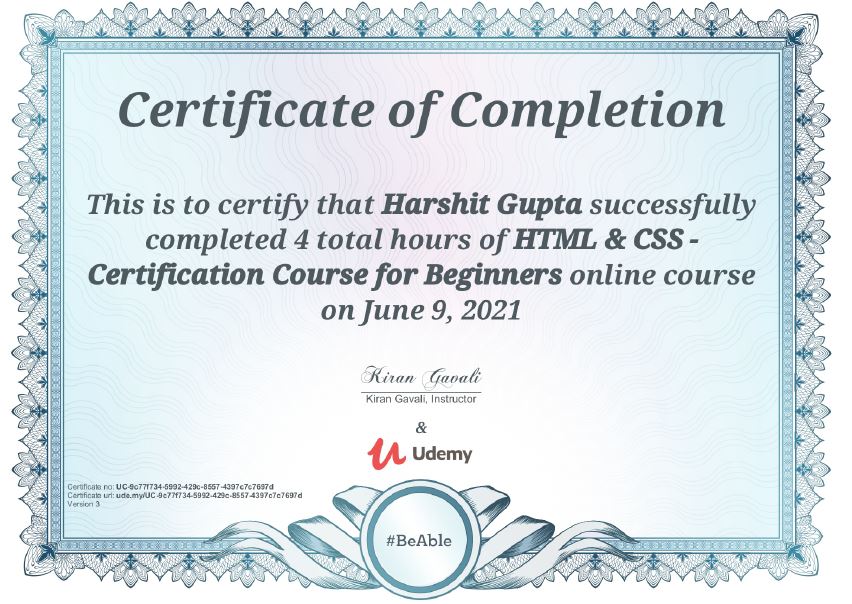 Certificate of Completion
This is to certify that Harshit Gupta successfully
completed 4 total hours of HTML & CSS -
Certification Course for Beginners online course
on June 9, 2021
Kiran Gavali
Kiran Gavali, Instructor
&
Udemy
Certificate no: UC-9c77f734-5992-429c-8557-4397c7c7697d
Certificate url: ude.my/UC-9c77f734-5992-429c-8557-4397c7c7697d
Version 3
#BeAble